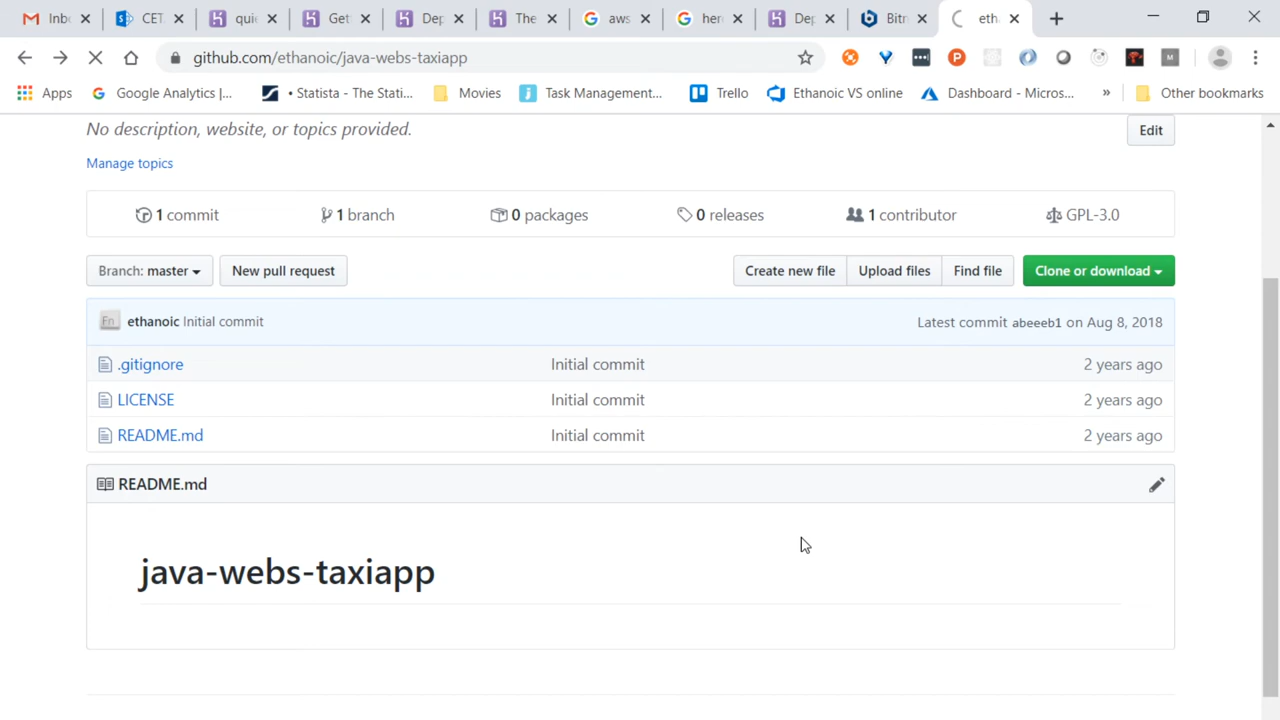 Inb CET quic Get Dep The aws her Dep Bitn eth
github.com/ethanoic/java-webs-taxiapp
Apps Google Analytics |... • Statista - The Stati... Movies Task Management... Trello Ethanoic VS online Dashboard - Micros... » Other bookmarks
No description, website, or topics provided.
Edit
Manage topics
1 commit 1 branch 0 packages 0 releases 1 contributor GPL-3.0
Branch: master New pull request Create new file Upload files Find file Clone or download
Fn ethanoic Initial commit Latest commit abeeeb1 on Aug 8, 2018
.gitignore Initial commit 2 years ago
LICENSE Initial commit 2 years ago
README.md Initial commit 2 years ago
README.md
java-webs-taxiapp